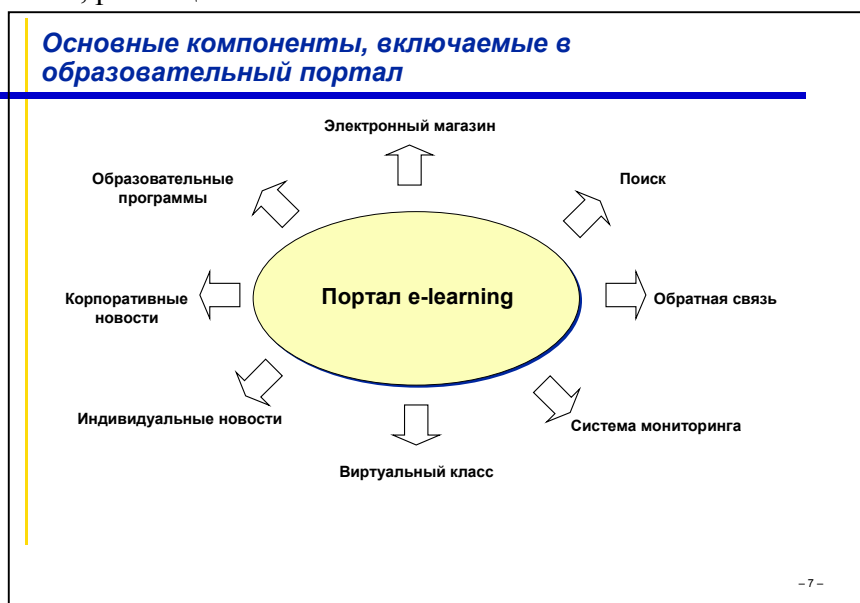 Основные компоненты, включаемые в
образовательный портал
Электронный магазин
Образовательные
программы
Поиск
Корпоративные
новости
Портал e-learning
Обратная связь
Индивидуальные новости
Система мониторинга
Виртуальный класс
– 7 –